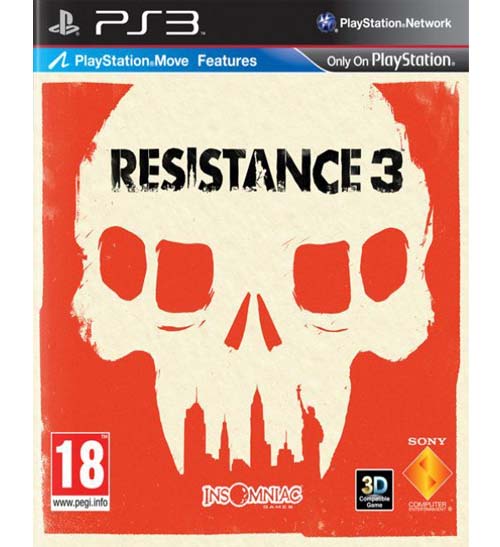 PS3
PlayStation®Network
PlayStation®Move Features
Only On PlayStation®
RESISTANCE 3
18
www.pegi.info
INSOMNIAC
GAMES
3D
Compatible
Game
SONY
COMPUTER
ENTERTAINMENT